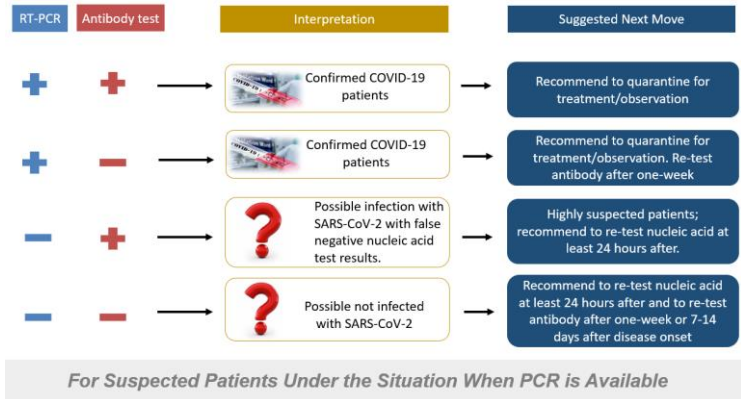 RT-PCR
Antibody test
Interpretation
Suggested Next Move
Confirmed COVID-19
patients
Recommend to quarantine for
treatment/observation
Confirmed COVID-19
patients
Recommend to quarantine for
treatment/observation. Re-test
antibody after one-week
Possible infection with
SARS-CoV-2 with false
negative nucleic acid
test results.
Highly suspected patients;
recommend to re-test nucleic acid at
least 24 hours after.
Possible not infected
with SARS-CoV-2
Recommend to re-test nucleic acid
at least 24 hours after and to re-test
antibody after one-week or 7-14
days after disease onset
For Suspected Patients Under the Situation When PCR is Available